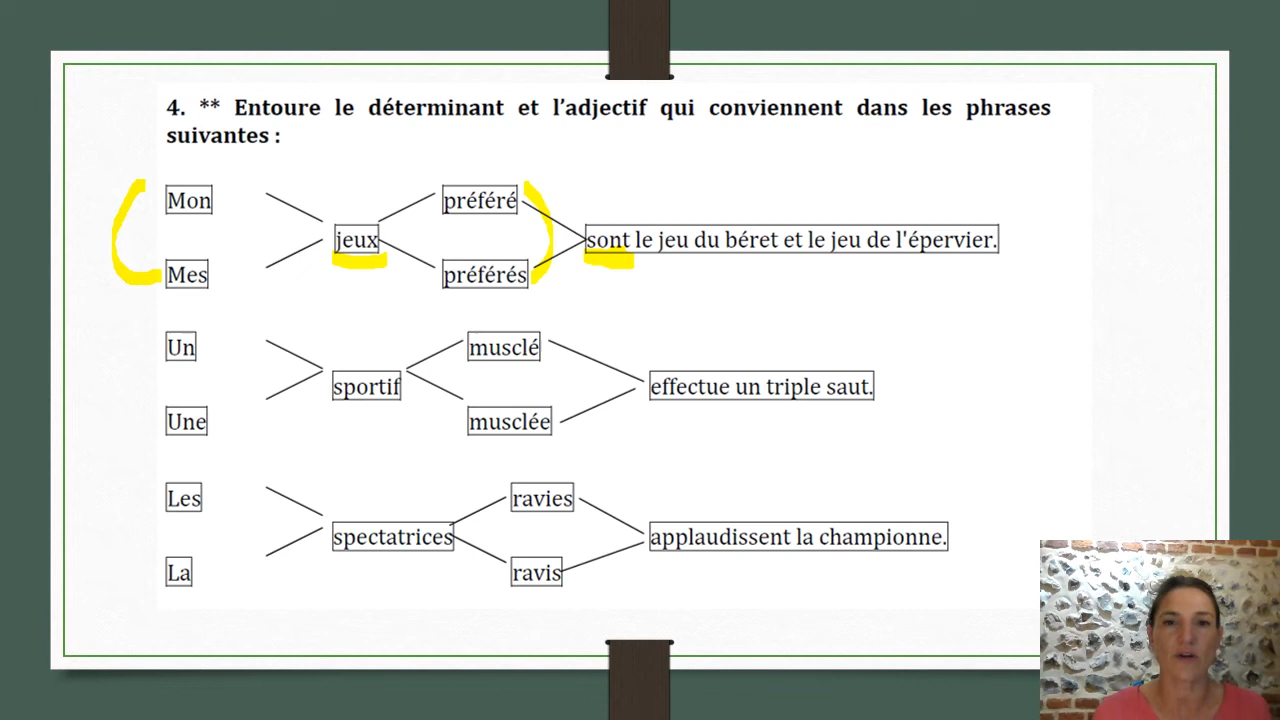 4. ** Entoure le déterminant et l’adjectif qui conviennent dans les phrases
suivantes :
Mon
préféré
jeux
sont le jeu du béret et le jeu de l'épervier.
Mes
préférés
Un
musclé
sportif
effectue un triple saut.
Une
musclée
Les
ravies
spectatrices
applaudissent la championne.
La
ravis